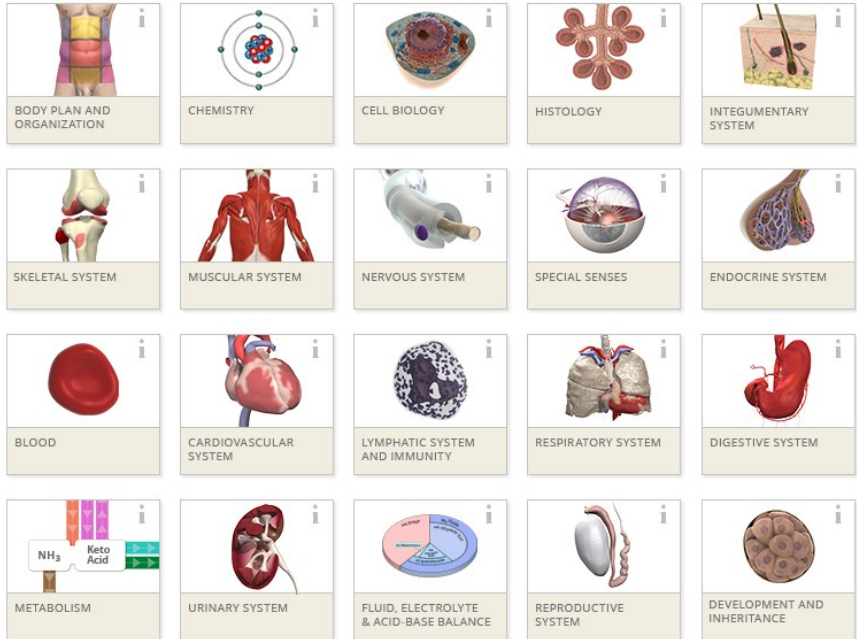 BODY PLAN AND
ORGANIZATION
CHEMISTRY
CELL BIOLOGY
HISTOLOGY
INTEGUMENTARY
SYSTEM
SKELETAL SYSTEM
MUSCULAR SYSTEM
NERVOUS SYSTEM
SPECIAL SENSES
ENDOCRINE SYSTEM
BLOOD
CARDIOVASCULAR
SYSTEM
LYMPHATIC SYSTEM
AND IMMUNITY
RESPIRATORY SYSTEM
DIGESTIVE SYSTEM
NH₃
Keto
Acid
METABOLISM
URINARY SYSTEM
FLUID, ELECTROLYTE
& ACID-BASE BALANCE
REPRODUCTIVE
SYSTEM
DEVELOPMENT AND
INHERITANCE